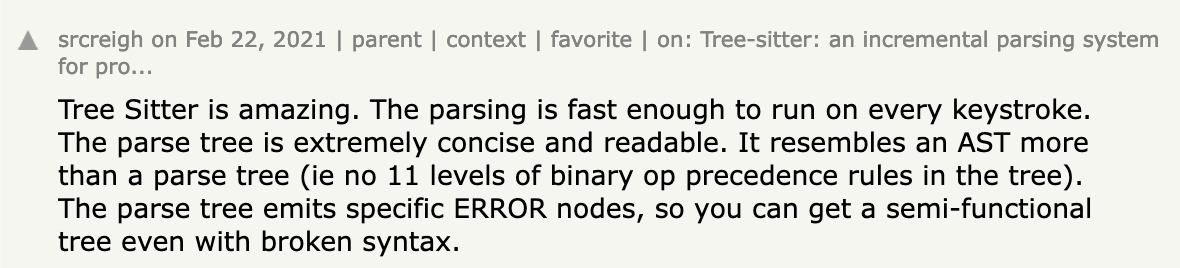 srcreigh on Feb 22, 2021 | parent | context | favorite | on: Tree-sitter: an incremental parsing system
for pro...
Tree Sitter is amazing. The parsing is fast enough to run on every keystroke.
The parse tree is extremely concise and readable. It resembles an AST more
than a parse tree (ie no 11 levels of binary op precedence rules in the tree).
The parse tree emits specific ERROR nodes, so you can get a semi-functional
tree even with broken syntax.